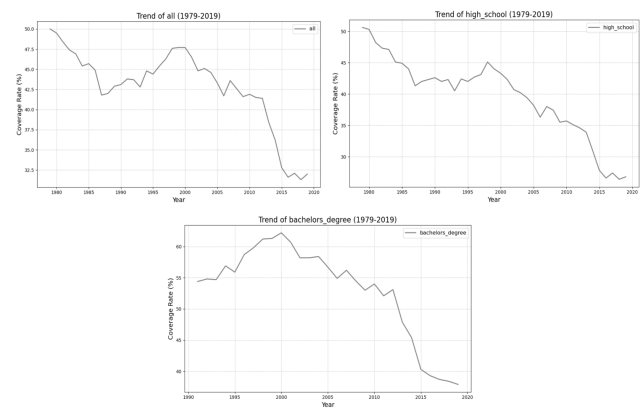 Trend of all (1979-2019)
all
Coverage Rate (%)
50.0
47.5
45.0
42.5
40.0
37.5
35.0
32.5
1980 1985 1990 1995 2000 2005 2010 2015 2020
Year
Trend of high_school (1979-2019)
high_school
Coverage Rate (%)
50
45
40
35
30
1980 1985 1990 1995 2000 2005 2010 2015 2020
Year
Trend of bachelors_degree (1979-2019)
bachelors_degree
Coverage Rate (%)
60
55
50
45
40
1990 1995 2000 2005 2010 2015 2020
Year